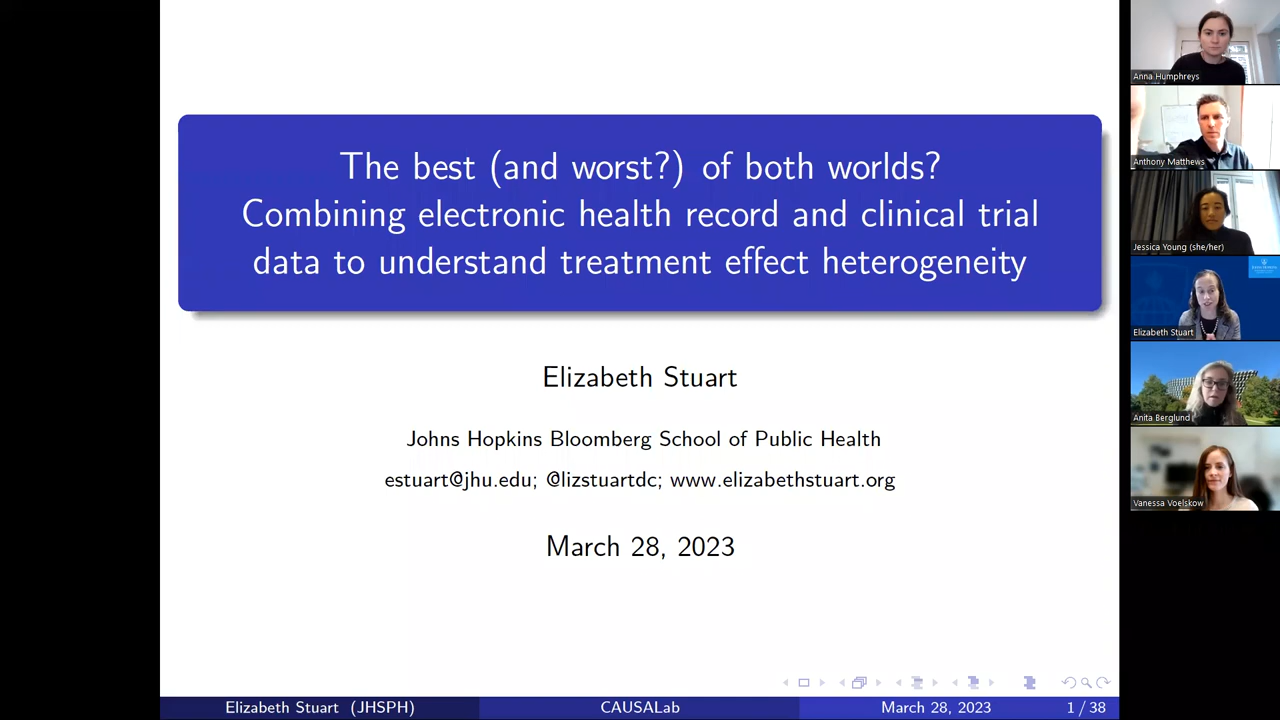 The best (and worst?) of both worlds?
Combining electronic health record and clinical trial
data to understand treatment effect heterogeneity
Elizabeth Stuart
Johns Hopkins Bloomberg School of Public Health
estuart@jhu.edu; @lizstuartdc; www.elizabethstuart.org
March 28, 2023
Elizabeth Stuart (JHSPH)
CAUSALab
March 28, 2023
1 / 38
Anna Humphreys
Anthony Matthews
Jessica Young (she/her)
Elizabeth Stuart
Anita Berglund
Vanessa Voelskow